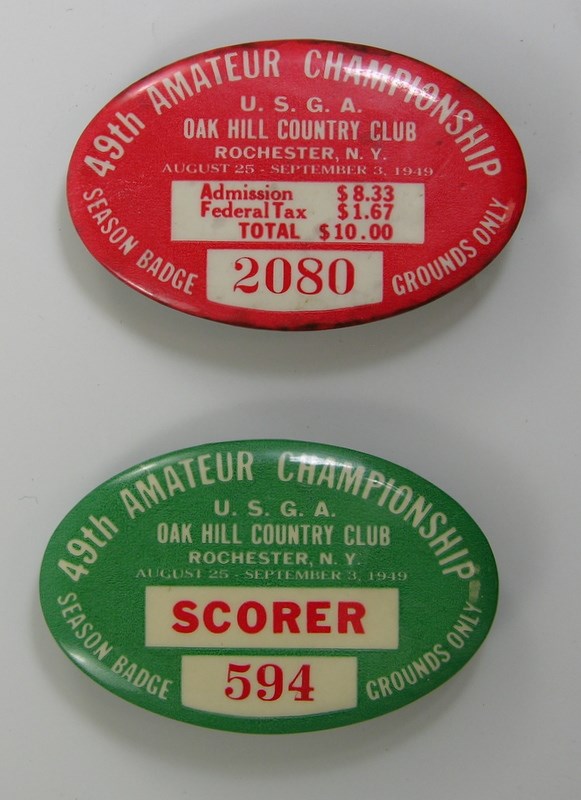 49th AMATEUR CHAMPIONSHIP
U. S. G. A.
OAK HILL COUNTRY CLUB
ROCHESTER, N. Y.
AUGUST 25 - SEPTEMBER 3, 1949
Admission $8.33
Federal Tax $1.67
TOTAL $10.00
2080
SEASON BADGE GROUNDS ONLY
49th AMATEUR CHAMPIONSHIP
U. S. G. A.
OAK HILL COUNTRY CLUB
ROCHESTER, N. Y.
AUGUST 25 - SEPTEMBER 3, 1949
SCORER
594
SEASON BADGE GROUNDS ONLY